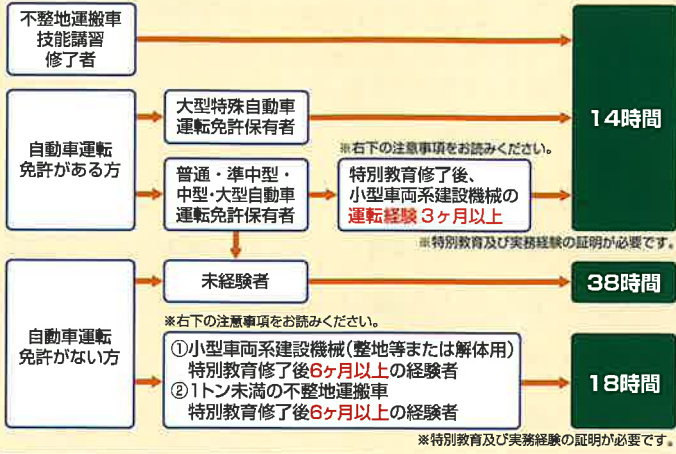 不整地運搬車
技能講習
修了者
自動車運転
免許がある方
大型特殊自動車
運転免許保有者
14時間
※右下の注意事項をお読みください。
普通・準中型・
中型・大型自動車
運転免許保有者
特別教育修了後、
小型車両系建設機械の
運転経験3ヶ月以上
※特別教育及び実務経験の証明が必要です。
未経験者
38時間
自動車運転
免許がない方
※右下の注意事項をお読みください。
①小型車両系建設機械(整地等または解体用)
特別教育修了後6ヶ月以上の経験者
②1トン未満の不整地運搬車
特別教育修了後6ヶ月以上の経験者
18時間
※特別教育及び実務経験の証明が必要です。